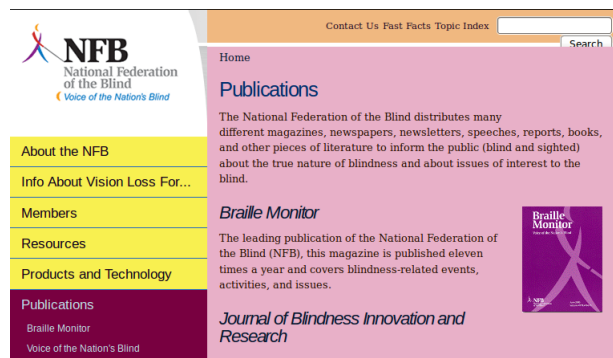 Contact Us Fast Facts Topic Index
Search
NFB
National Federation
of the Blind
Voice of the Nation's Blind
About the NFB
Info About Vision Loss For...
Members
Resources
Products and Technology
Publications
Braille Monitor
Voice of the Nation's Blind
Home
Publications
The National Federation of the Blind distributes many
different magazines, newspapers, newsletters, speeches, reports, books,
and other pieces of literature to inform the public (blind and sighted)
about the true nature of blindness and about issues of interest to the
blind.
Braille Monitor
The leading publication of the National Federation of
the Blind (NFB), this magazine is published eleven
times a year and covers blindness-related events,
activities, and issues.
Braille
Monitor
Voice of the Nation's Blind
NFB
Journal of Blindness Innovation and
Research